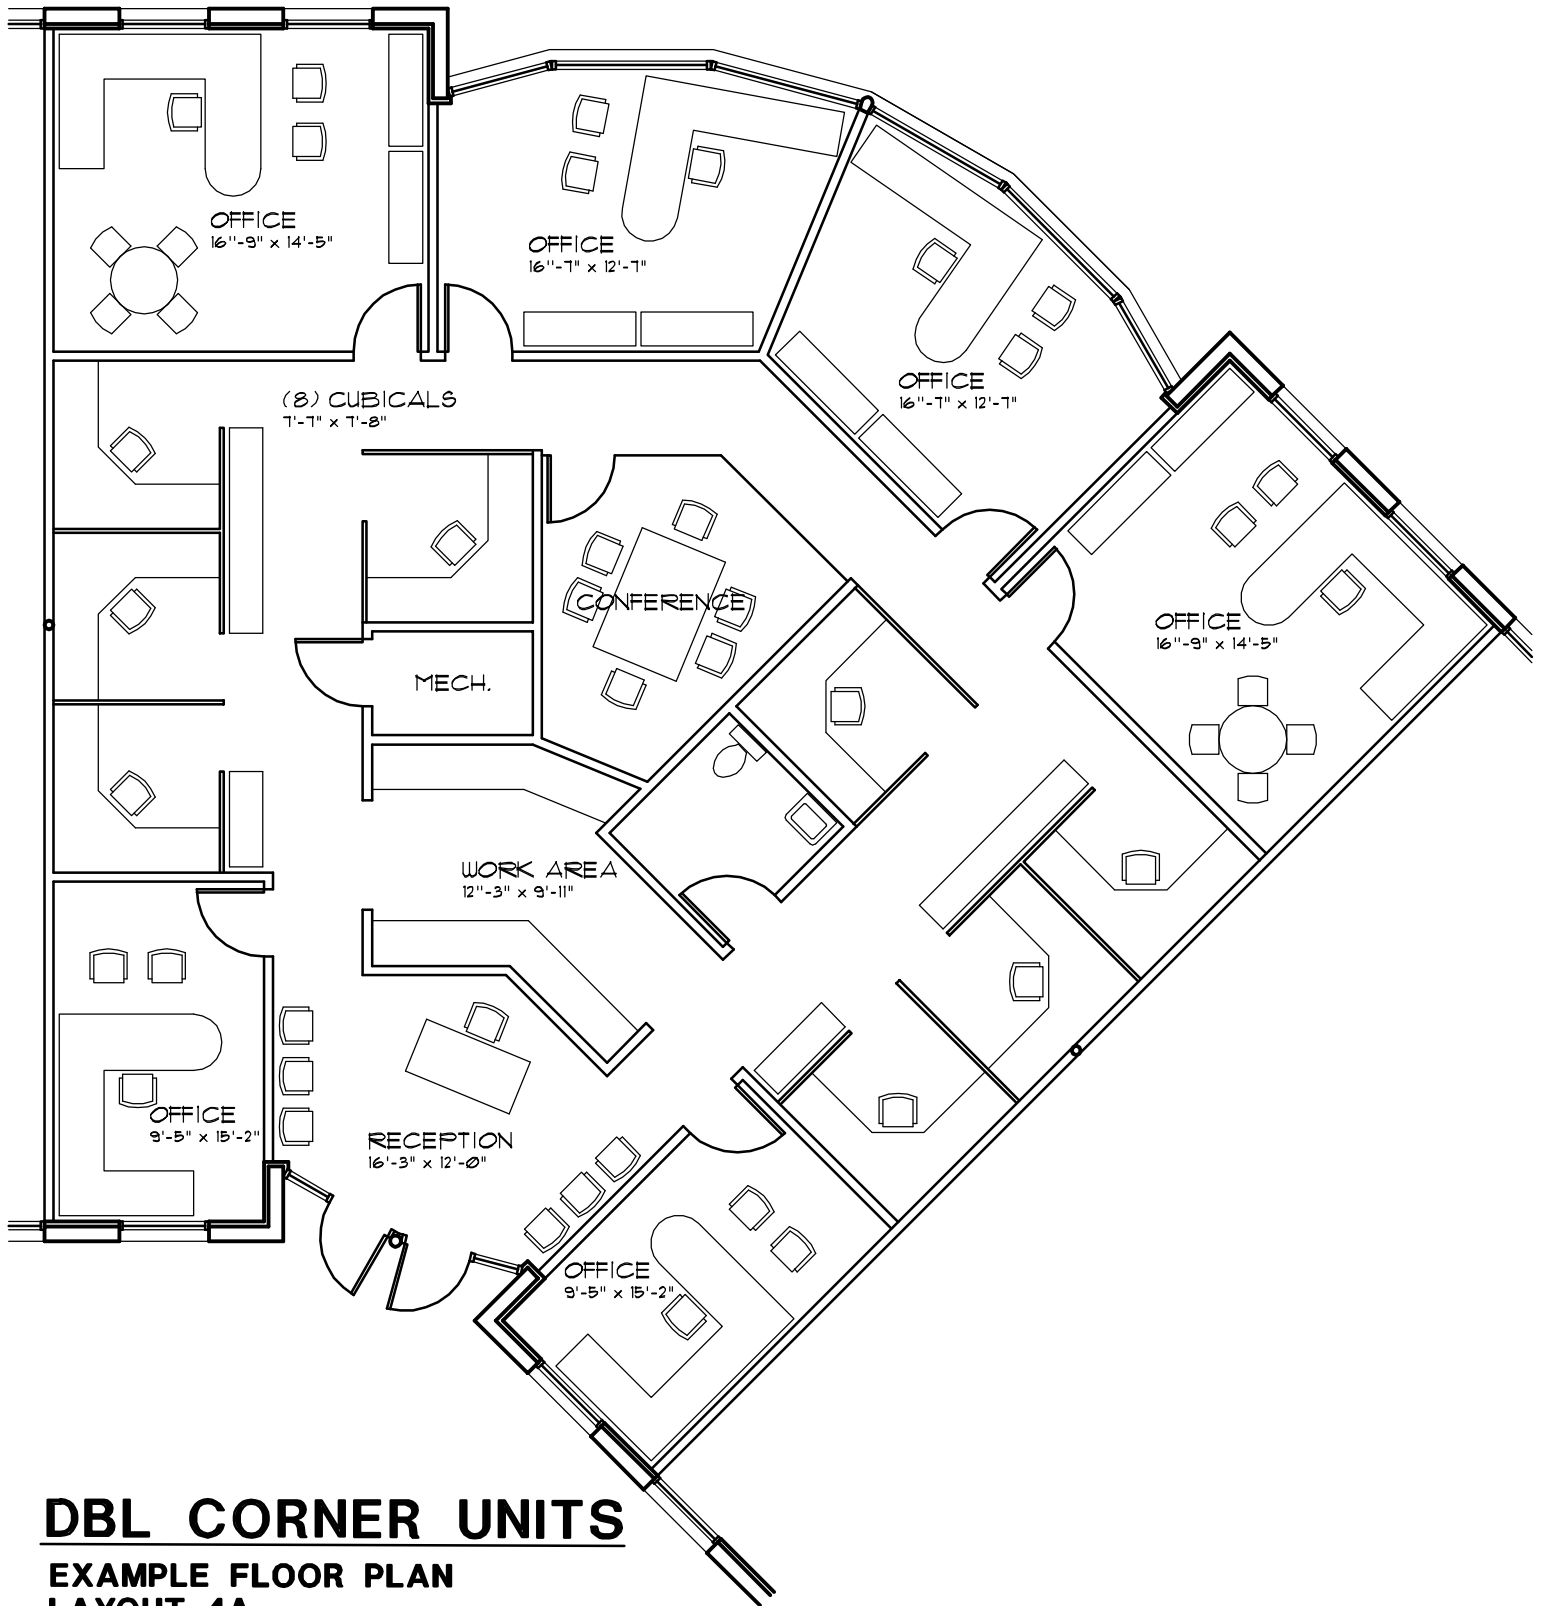 OFFICE
16''-9" x 14'-5"
OFFICE
16''-7" x 12'-7"
OFFICE
16''-7" x 12'-7"
(8) CUBICALS
7'-7" x 7'-8"
CONFERENCE
OFFICE
16''-9" x 14'-5"
MECH.
WORK AREA
12''-3" x 9'-11"
OFFICE
9'-5" x 15'-2"
RECEPTION
16'-3" x 12'-0"
OFFICE
9'-5" x 15'-2"
DBL CORNER UNITS
EXAMPLE FLOOR PLAN
LAYOUT 4A